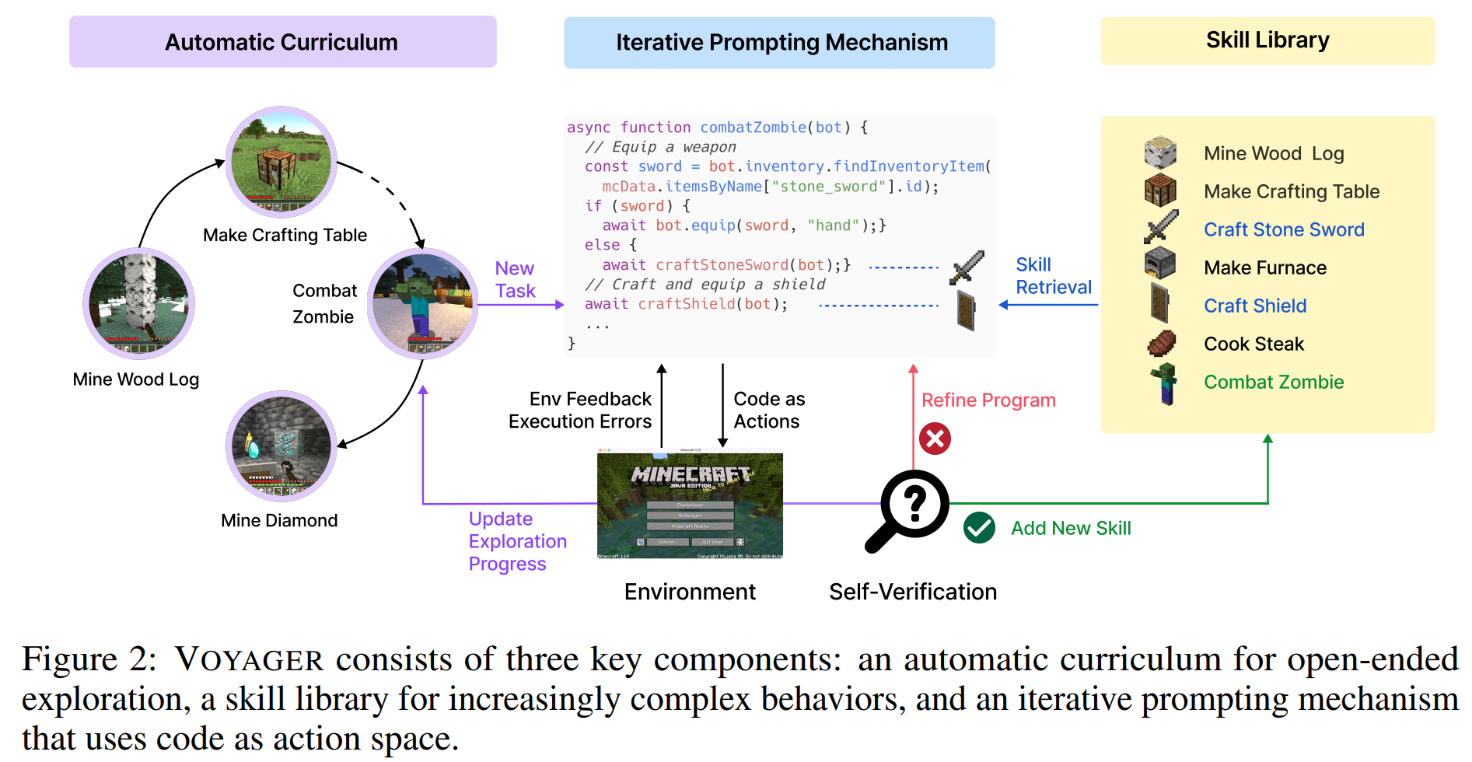 Automatic Curriculum
Iterative Prompting Mechanism
Skill Library
Make Crafting Table
Combat
Zombie
Mine Wood Log
Mine Diamond
New
Task
async function combatZombie(bot) {
// Equip a weapon
const sword = bot.inventory.findInventoryItem(
mcData.itemsByName["stone_sword"].id);
if (sword) {
await bot.equip(sword, "hand");}
else {
await craftStoneSword(bot);}
// Craft and equip a shield
await craftShield(bot);
...
}
Skill
Retrieval
Mine Wood Log
Make Crafting Table
Craft Stone Sword
Make Furnace
Craft Shield
Cook Steak
Combat Zombie
Env Feedback
Execution Errors
Code as
Actions
Refine Program
Update
Exploration
Progress
MINECRAFT
JAVA EDITION
?
Add New Skill
Environment
Self-Verification
Figure 2: VOYAGER consists of three key components: an automatic curriculum for open-ended
exploration, a skill library for increasingly complex behaviors, and an iterative prompting mechanism
that uses code as action space.